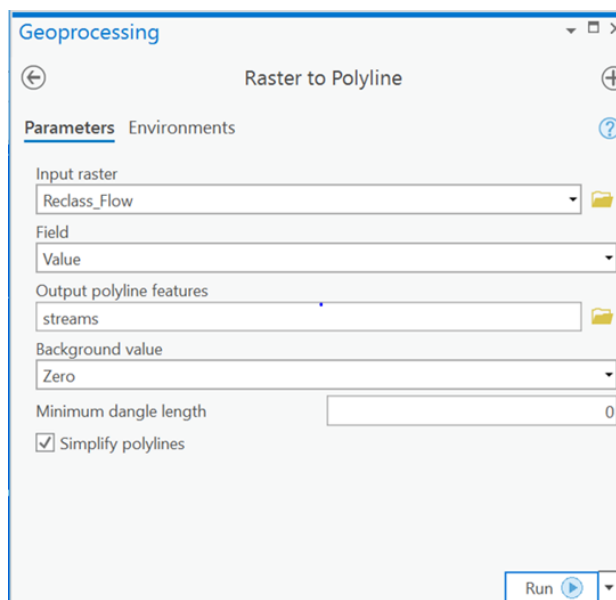 Geoprocessing
Raster to Polyline
Parameters Environments
Input raster
Reclass_Flow
Field
Value
Output polyline features
streams
Background value
Zero
Minimum dangle length 0
Simplify polylines
Run